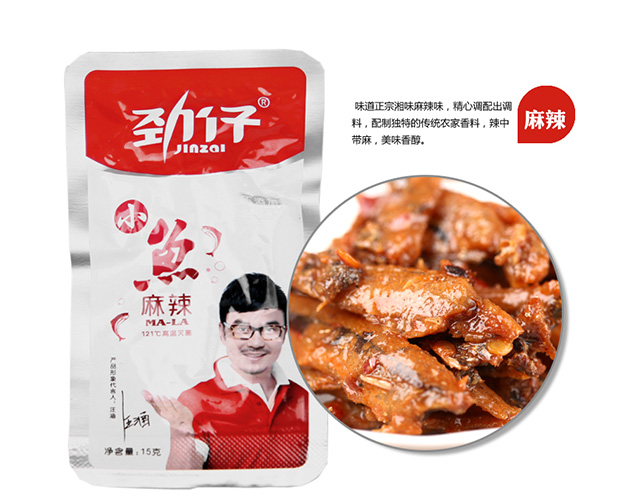 劲仔®
JINZAI
小
魚
麻辣
MA-LA
121℃高温灭菌
产品形象代言人:汪涵
净含量:15克
味道正宗湘味麻辣味，精心调配出调
料，配制独特的传统农家香料，辣中
带麻，美味香醇。
麻辣